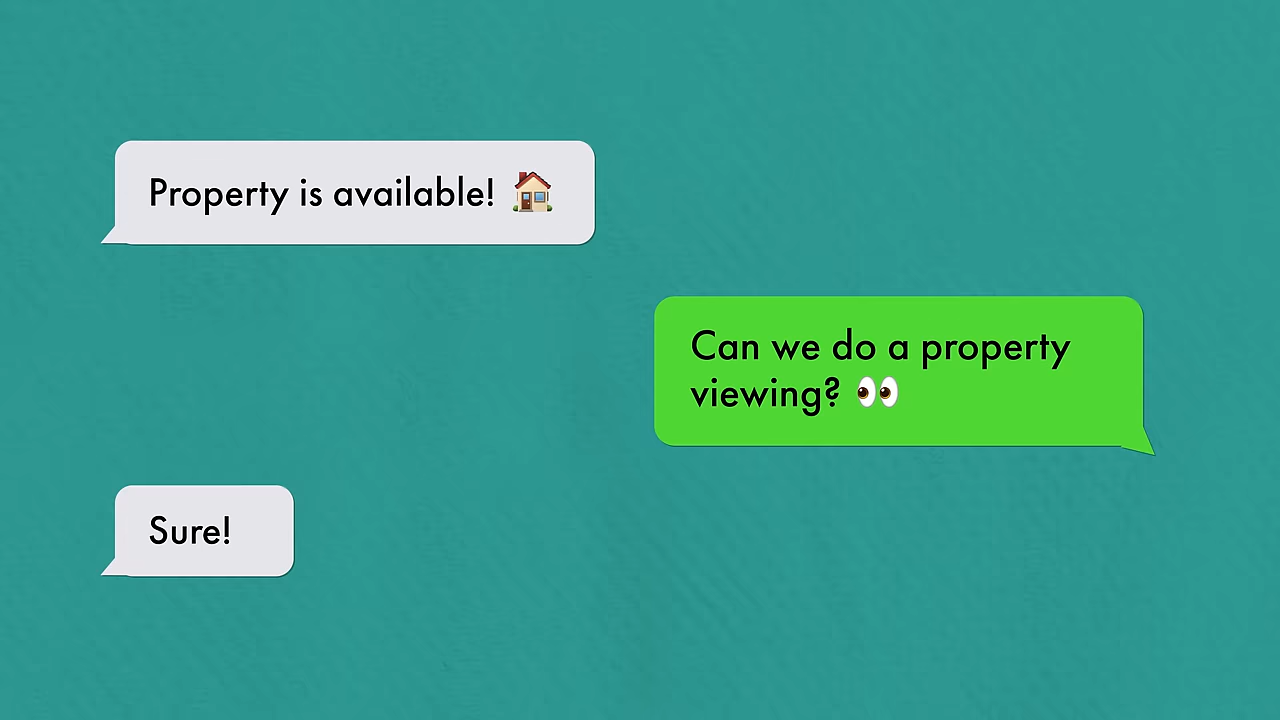 Property is available! 🏠
Can we do a property
viewing? 👀
Sure!